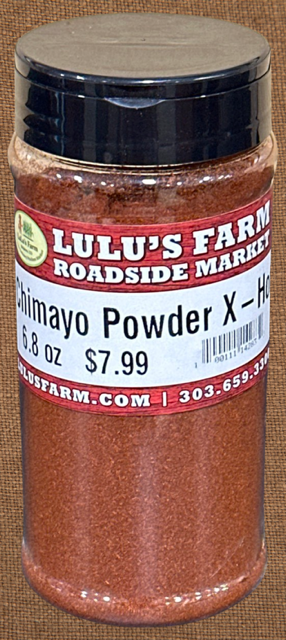 LULU'S FARM
ROADSIDE MARKET
Chimayo Powder X-Ho
6.8 oz $7.99
LULUSFARM.COM | 303.659.33